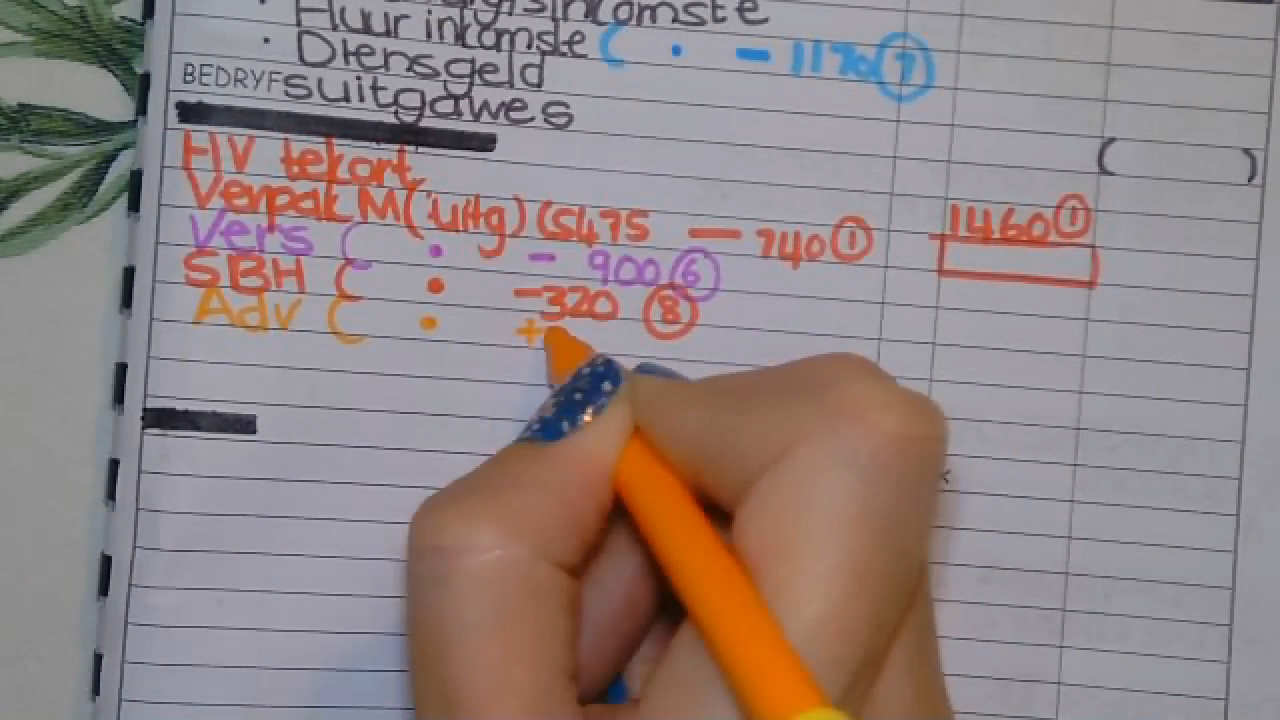 Huur inkomste ( · - 1170 ⑦
· Diensgeld
BEDRYFSuitgawes
( )
HV tekort 1460 ①
Verpak M (uitg) (5475 - 740 ①
Vers ( · - 900 ⑥
SBH ( · - 320 ⑧
Adv ( · +